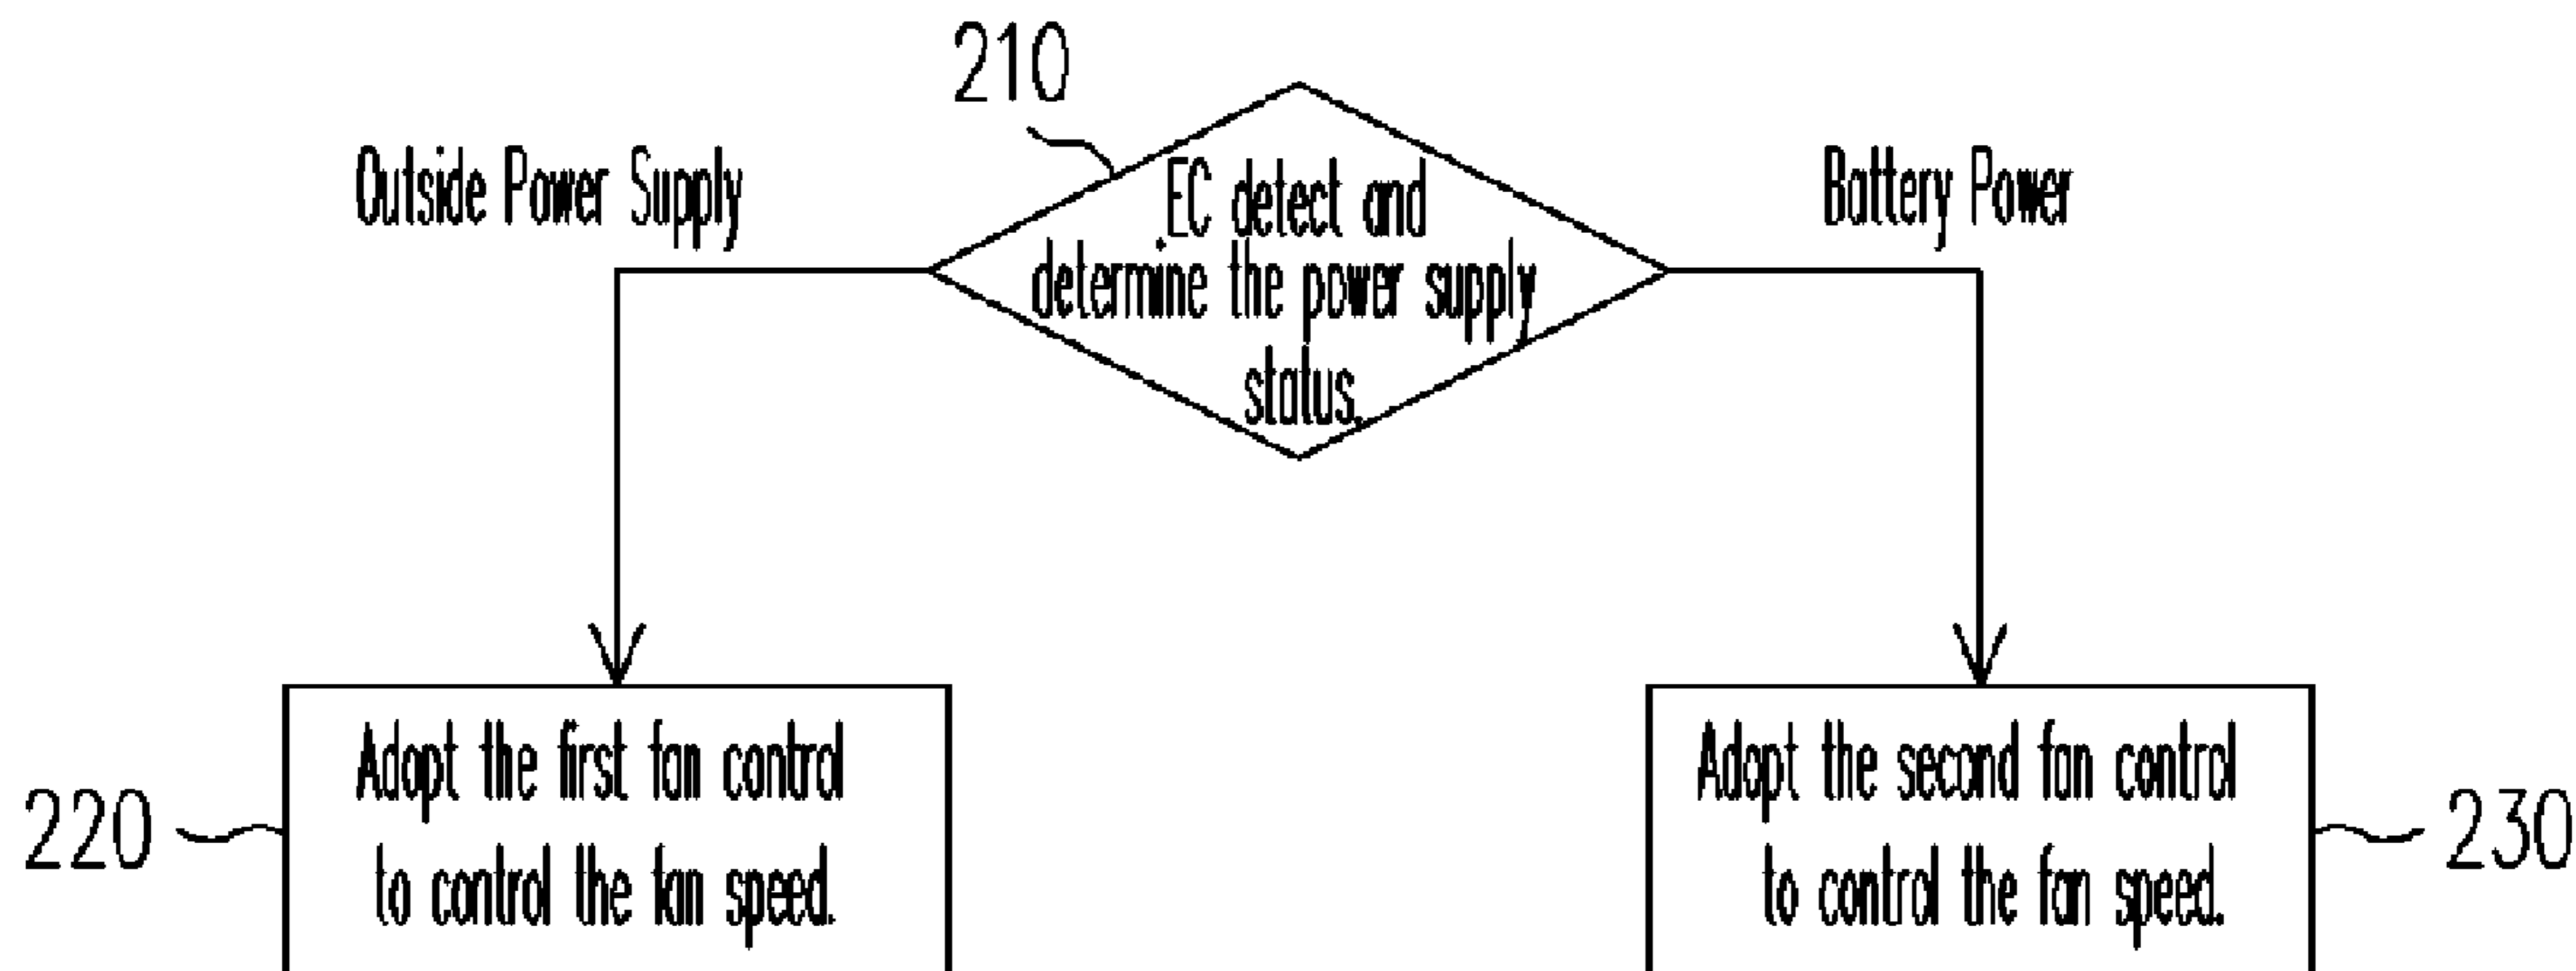 210
Outside Power Supply
Battery Power
EC detect and
determine the power supply
status.
220
Adopt the first fan control
to control the fan speed.
Adopt the second fan control
to control the fan speed.
230